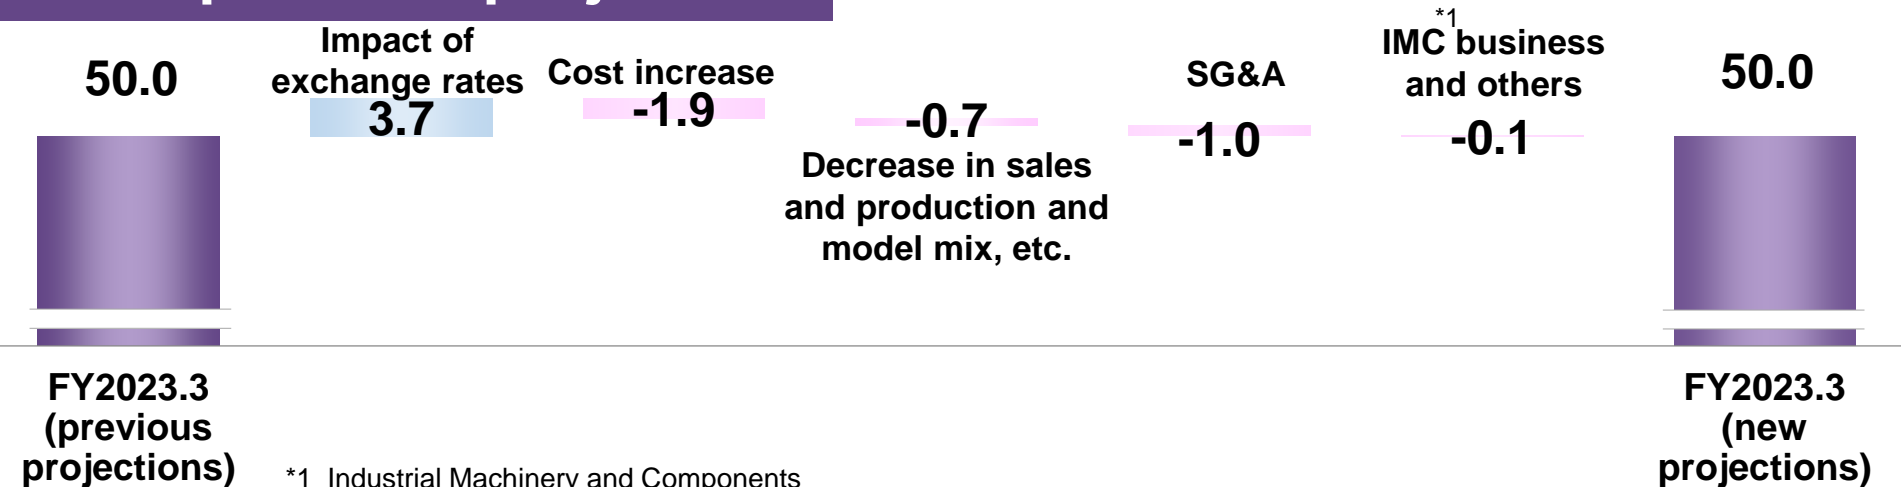 *1
Impact of
exchange rates
Cost increase
SG&A
IMC business
and others
50.0
3.7
-1.9
-0.7
-1.0
-0.1
50.0
Decrease in sales
and production and
model mix, etc.
FY2023.3
(previous
projections)
FY2023.3
(new
projections)
*1 Industrial Machinery and Components